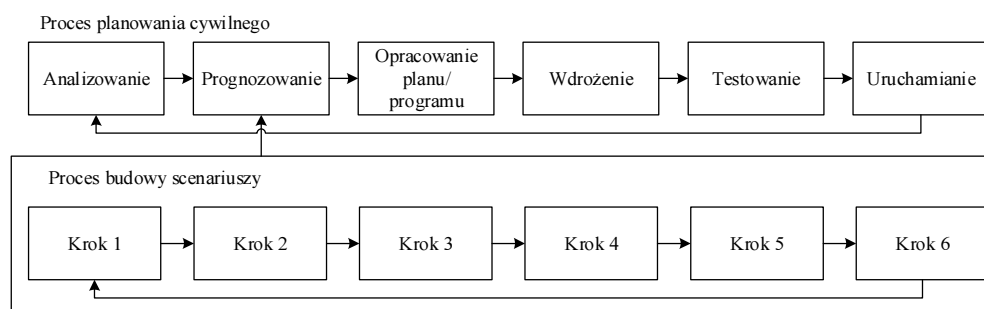 Proces planowania cywilnego
Analizowanie
Prognozowanie
Opracowanie
planu/
programu
Wdrożenie
Testowanie
Uruchamianie
Proces budowy scenariuszy
Krok 1
Krok 2
Krok 3
Krok 4
Krok 5
Krok 6